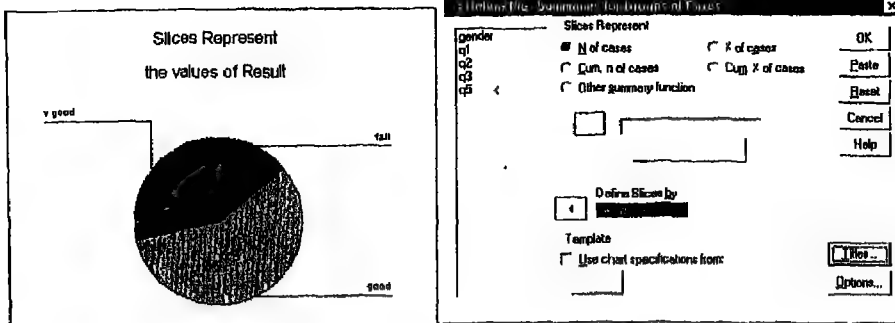 Slices Represent
the values of Result
v good
fail
good
Define Pie: Summaries for Groups of Cases
gender
q1
q2
q3
q5
Slices Represent
N of cases
% of cases
Cum. n of cases
Cum % of cases
Other summary function
Define Slices by
Template
Use chart specifications from:
OK
Paste
Reset
Cancel
Help
Titles...
Options...